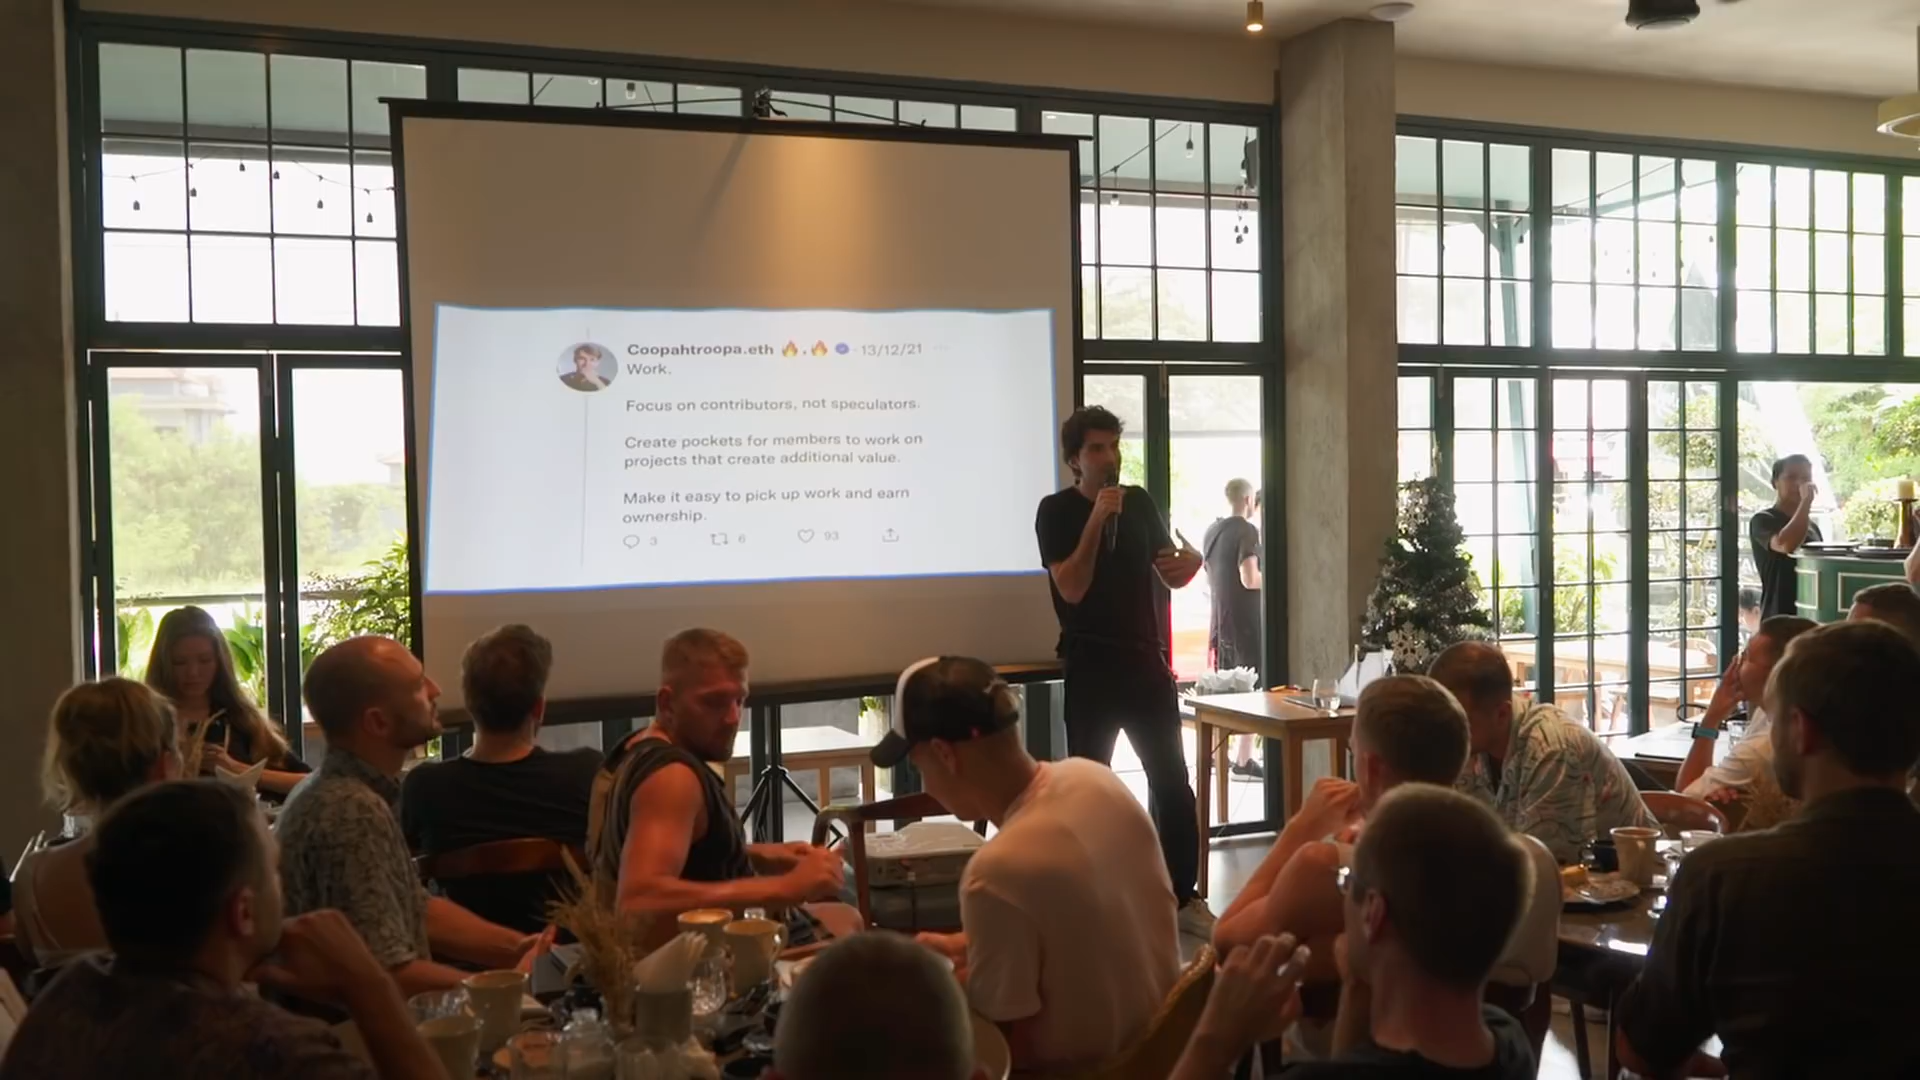 Coopahtroopa.eth 🔥.🔥 · 13/12/21 ...
Work.
Focus on contributors, not speculators.
Create pockets for members to work on
projects that create additional value.
Make it easy to pick up work and earn
ownership.
3 6 93